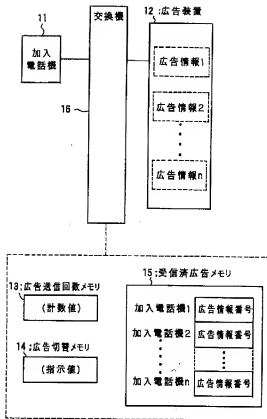 11
加入
電話機
交換機
16
12;広告装置
広告情報1
広告情報2
広告情報n
13;広告送信回数メモリ
(計数値)
14;広告切替メモリ
(指示値)
15;受信済広告メモリ
加入電話機1 広告情報番号
加入電話機2 広告情報番号
加入電話機n 広告情報番号